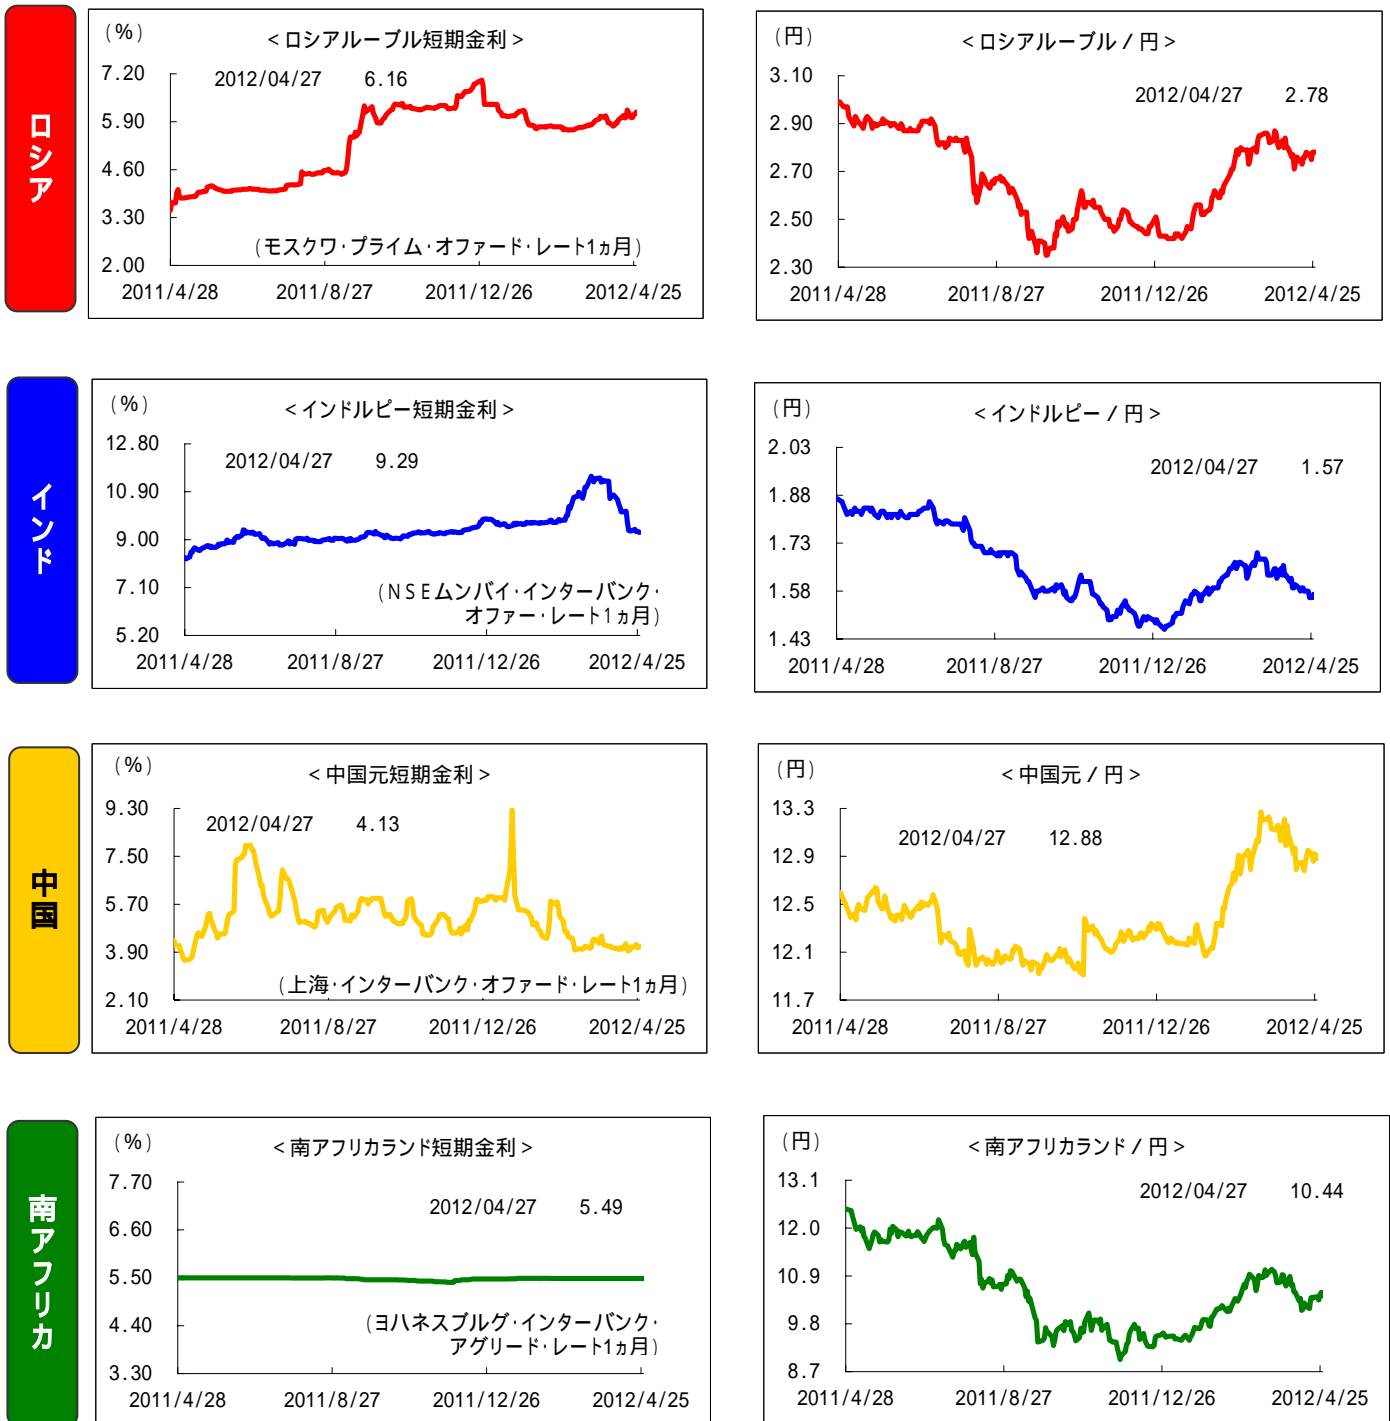 ロシア
(%)
<ロシアルーブル短期金利>
2012/04/27 6.16
7.20
5.90
4.60
3.30
2.00
(モスクワ・プライム・オファード・レート1ヵ月)
2011/4/28 2011/8/27 2011/12/26 2012/4/25
(円)
<ロシアルーブル / 円>
2012/04/27 2.78
3.10
2.90
2.70
2.50
2.30
2011/4/28 2011/8/27 2011/12/26 2012/4/25
インド
(%)
<インドルピー短期金利>
2012/04/27 9.29
12.80
10.90
9.00
7.10
5.20
(NSEムンバイ・インターバンク・
オファー・レート1ヵ月)
2011/4/28 2011/8/27 2011/12/26 2012/4/25
(円)
<インドルピー / 円>
2012/04/27 1.57
2.03
1.88
1.73
1.58
1.43
2011/4/28 2011/8/27 2011/12/26 2012/4/25
中国
(%)
<中国元短期金利>
2012/04/27 4.13
9.30
7.50
5.70
3.90
2.10
(上海・インターバンク・オファード・レート1ヵ月)
2011/4/28 2011/8/27 2011/12/26 2012/4/25
(円)
<中国元 / 円>
2012/04/27 12.88
13.3
12.9
12.5
12.1
11.7
2011/4/28 2011/8/27 2011/12/26 2012/4/25
南アフリカ
(%)
<南アフリカランド短期金利>
2012/04/27 5.49
7.70
6.60
5.50
4.40
3.30
(ヨハネスブルグ・インターバンク・
アグリード・レート1ヵ月)
2011/4/28 2011/8/27 2011/12/26 2012/4/25
(円)
<南アフリカランド / 円>
2012/04/27 10.44
13.1
12.0
10.9
9.8
8.7
2011/4/28 2011/8/27 2011/12/26 2012/4/25